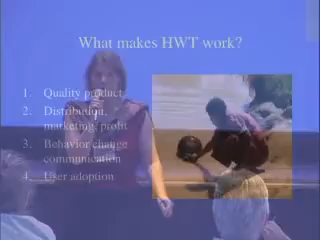 What makes HWT work?
1. Quality product
2. Distribution,
marketing, profit
3. Behavior change
communication
4. User adoption